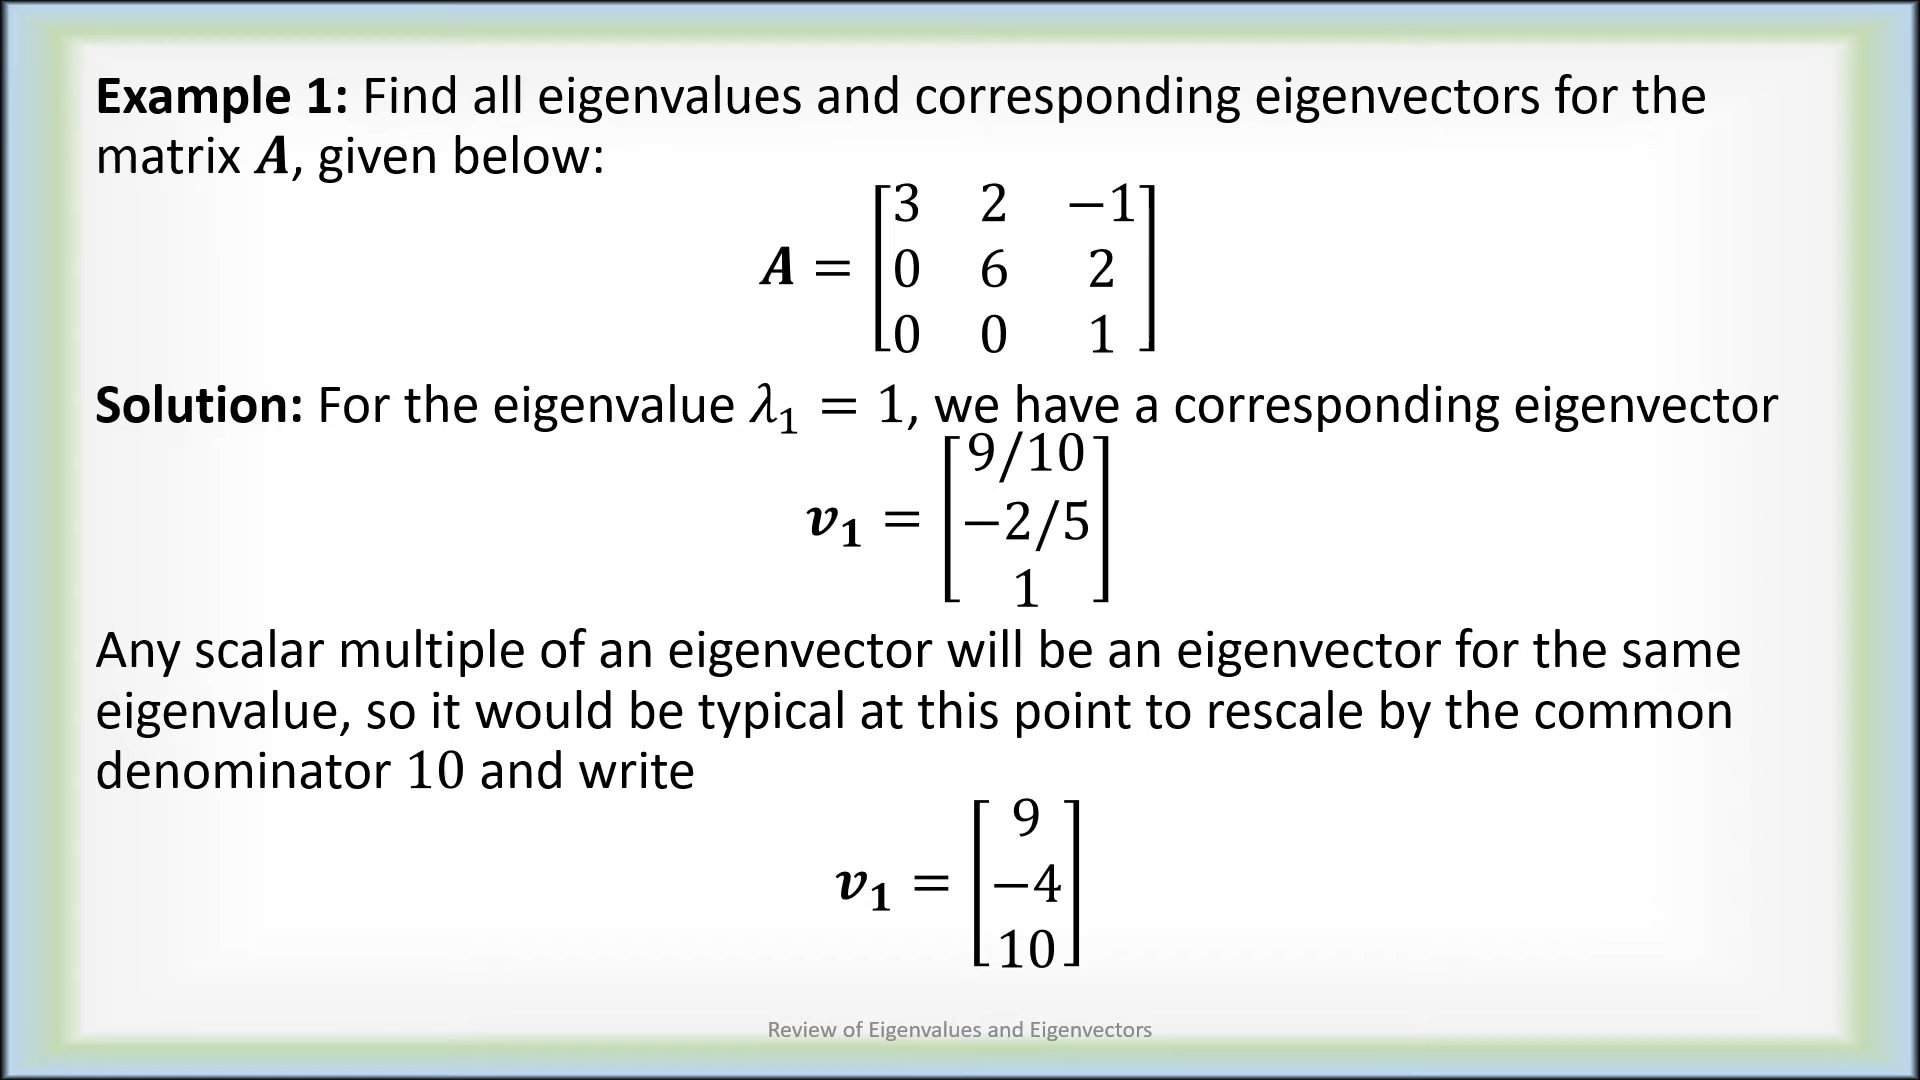 Example 1: Find all eigenvalues and corresponding eigenvectors for the
matrix A, given below:
A = [3 2 −1
0 6 2
0 0 1]
Solution: For the eigenvalue λ₁ = 1, we have a corresponding eigenvector
v₁ = [9/10
−2/5
1]
Any scalar multiple of an eigenvector will be an eigenvector for the same
eigenvalue, so it would be typical at this point to rescale by the common
denominator 10 and write
v₁ = [9
−4
10]
Review of Eigenvalues and Eigenvectors